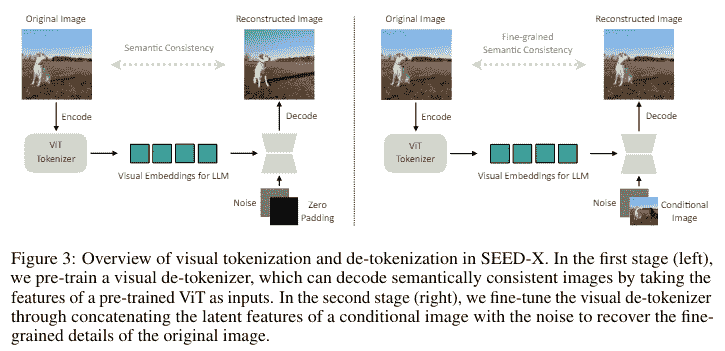 Original Image
Reconstructed Image
Semantic Consistency
Encode
Decode
ViT
Tokenizer
Visual Embeddings for LLM
Noise
Zero
Padding
Original Image
Reconstructed Image
Fine-grained
Semantic Consistency
Encode
Decode
ViT
Tokenizer
Visual Embeddings for LLM
Noise
Conditional
Image
Figure 3: Overview of visual tokenization and de-tokenization in SEED-X. In the first stage (left),
we pre-train a visual de-tokenizer, which can decode semantically consistent images by taking the
features of a pre-trained ViT as inputs. In the second stage (right), we fine-tune the visual de-tokenizer
through concatenating the latent features of a conditional image with the noise to recover the fine-
grained details of the original image.